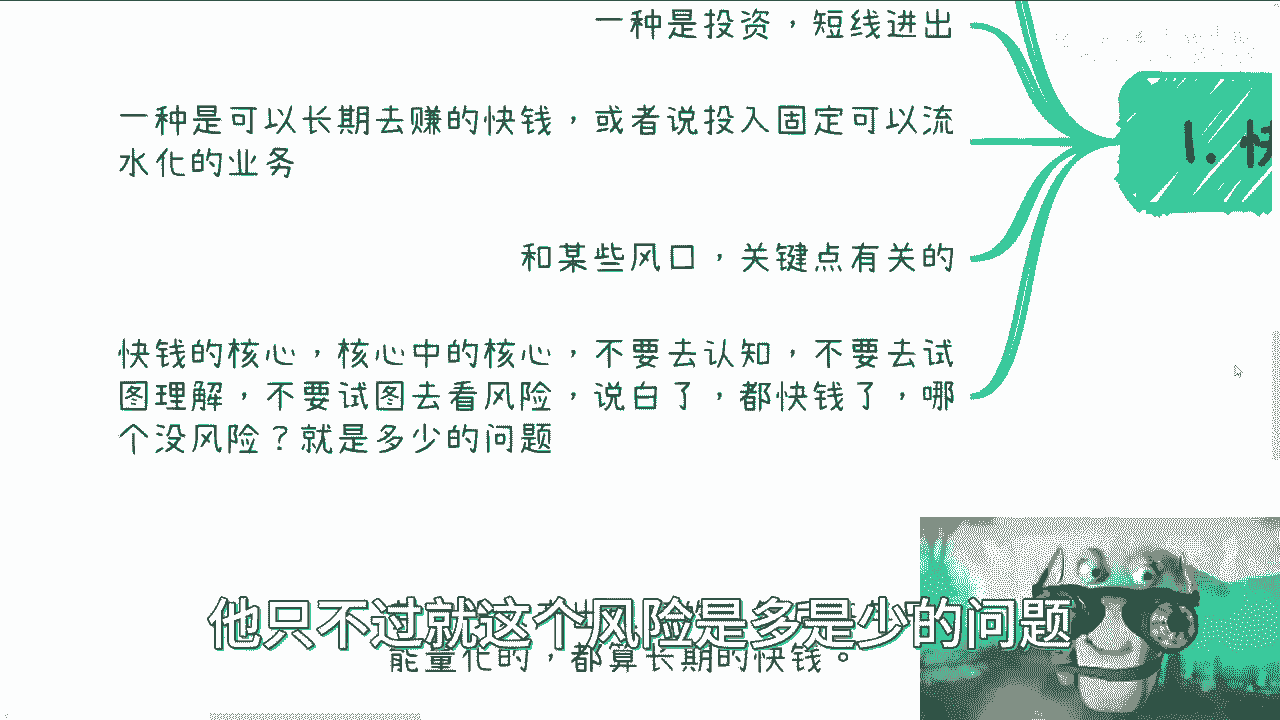 一种是投资，短线进出
一种是可以长期去赚的快钱，或者说投入固定可以流
水化的业务
1. 快
和某些风口，关键点有关的
快钱的核心，核心中的核心，不要去认知，不要去试
图理解，不要试图去看风险，说白了，都快钱了，哪
个没风险？就是多少的问题
他只不过就这个风险是多是少的问题
能量化的，都算长期的快钱。